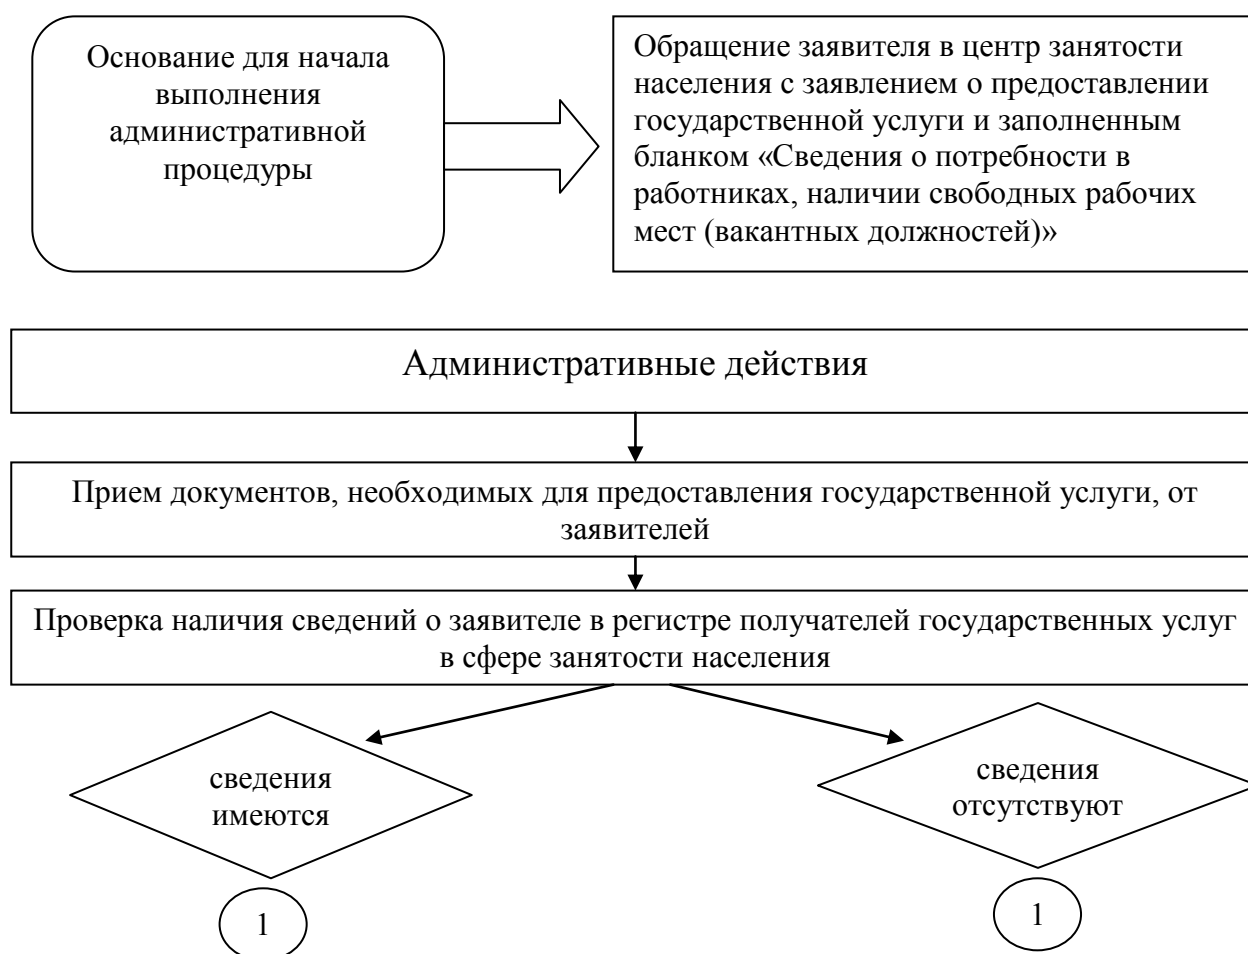 Основание для начала
выполнения
административной
процедуры
Обращение заявителя в центр занятости
населения с заявлением о предоставлении
государственной услуги и заполненным
бланком «Сведения о потребности в
работниках, наличии свободных рабочих
мест (вакантных должностей)»
Административные действия
Прием документов, необходимых для предоставления государственной услуги, от
заявителей
Проверка наличия сведений о заявителе в регистре получателей государственных услуг
в сфере занятости населения
сведения
имеются
сведения
отсутствуют
1
1